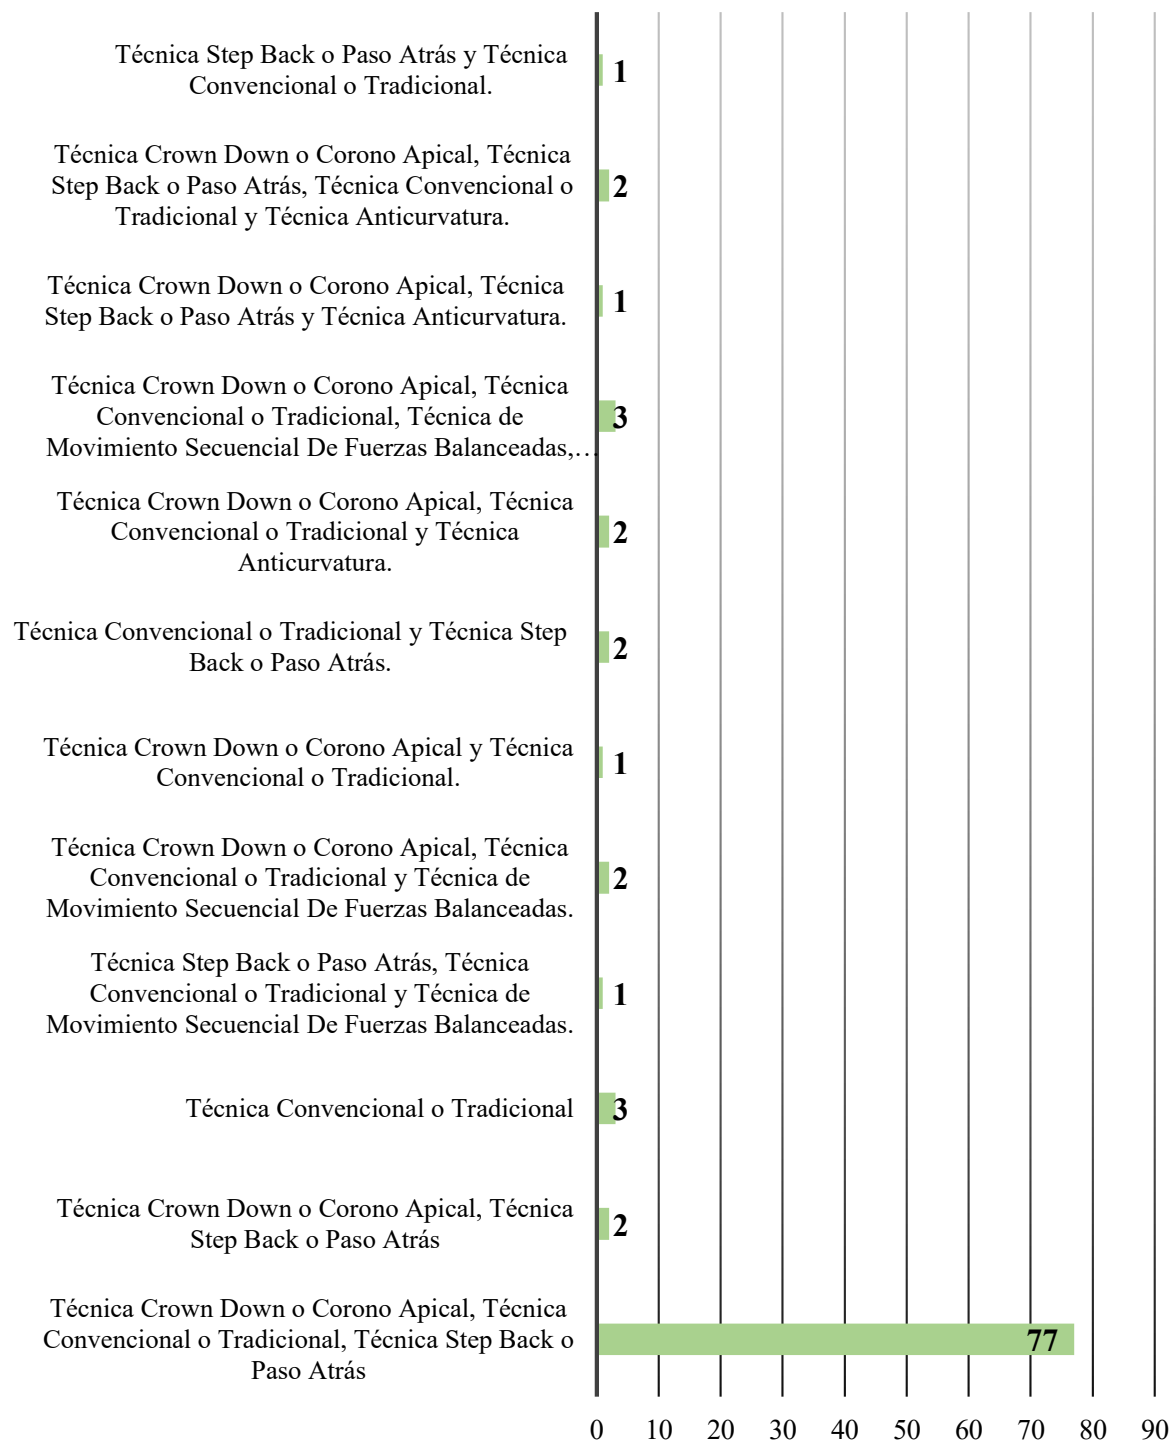 Técnica Step Back o Paso Atrás y Técnica
Convencional o Tradicional.
1
Técnica Crown Down o Corono Apical, Técnica
Step Back o Paso Atrás, Técnica Convencional o
Tradicional y Técnica Anticurvatura.
2
Técnica Crown Down o Corono Apical, Técnica
Step Back o Paso Atrás y Técnica Anticurvatura.
1
Técnica Crown Down o Corono Apical, Técnica
Convencional o Tradicional, Técnica de
Movimiento Secuencial De Fuerzas Balanceadas,…
3
Técnica Crown Down o Corono Apical, Técnica
Convencional o Tradicional y Técnica
Anticurvatura.
2
Técnica Convencional o Tradicional y Técnica Step
Back o Paso Atrás.
2
Técnica Crown Down o Corono Apical y Técnica
Convencional o Tradicional.
1
Técnica Crown Down o Corono Apical, Técnica
Convencional o Tradicional y Técnica de
Movimiento Secuencial De Fuerzas Balanceadas.
2
Técnica Step Back o Paso Atrás, Técnica
Convencional o Tradicional y Técnica de
Movimiento Secuencial De Fuerzas Balanceadas.
1
Técnica Convencional o Tradicional
3
Técnica Crown Down o Corono Apical, Técnica
Step Back o Paso Atrás
2
Técnica Crown Down o Corono Apical, Técnica
Convencional o Tradicional, Técnica Step Back o
Paso Atrás
77
0 10 20 30 40 50 60 70 80 90